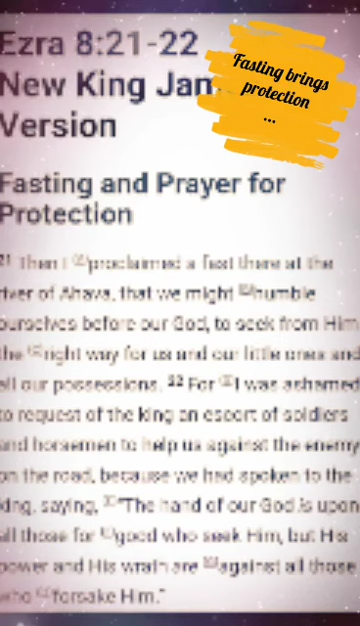 Ezra 8:21-22
New King Jam
Version
Fasting brings
protection
...
Fasting and Prayer for
Protection
21 Then I proclaimed a fast there at the
river of Ahava, that we might humble
ourselves before our God, to seek from Him
the right way for us and our little ones and
all our possessions. 22 For I was ashamed
to request of the king an escort of soldiers
and horsemen to help us against the enemy
on the road, because we had spoken to the
king, saying, "The hand of our God is upon
all those for good who seek Him, but His
power and His wrath are against all those
who forsake Him."